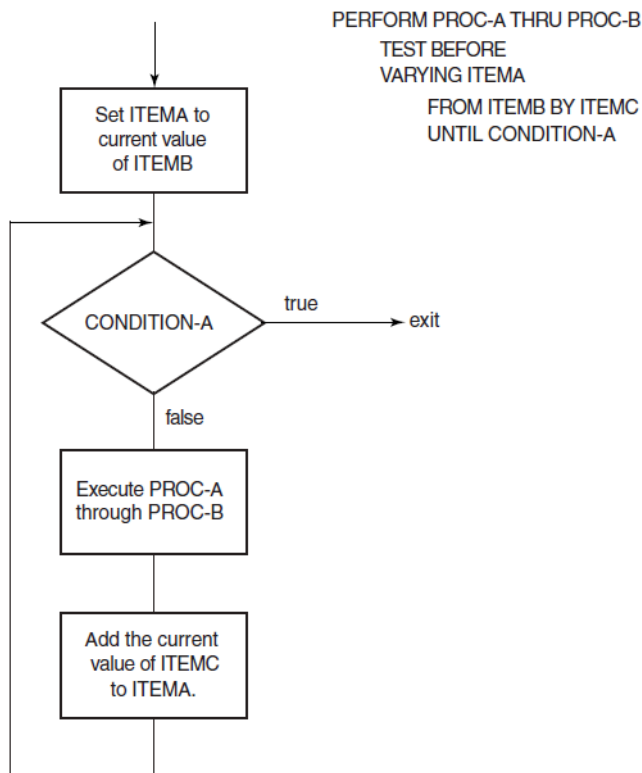 PERFORM PROC-A THRU PROC-B
TEST BEFORE
VARYING ITEMA
FROM ITEMB BY ITEMC
UNTIL CONDITION-A
Set ITEMA to
current value
of ITEMB
CONDITION-A
true
exit
false
Execute PROC-A
through PROC-B
Add the current
value of ITEMC
to ITEMA.